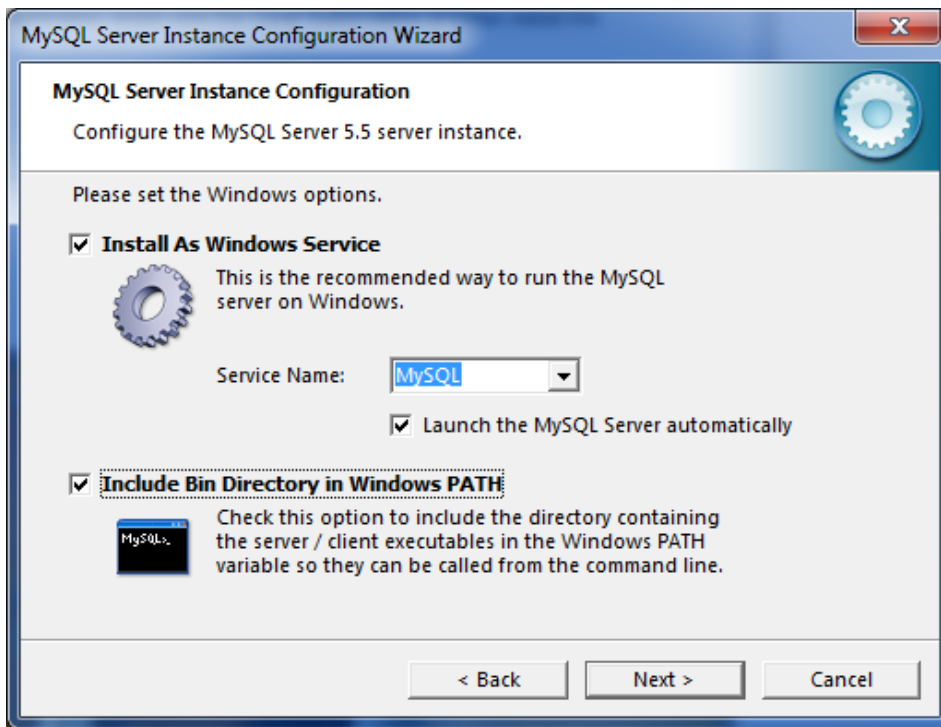 MySQL Server Instance Configuration Wizard
MySQL Server Instance Configuration
Configure the MySQL Server 5.5 server instance.
Please set the Windows options.
Install As Windows Service
This is the recommended way to run the MySQL
server on Windows.
Service Name: MySQL
Launch the MySQL Server automatically
Include Bin Directory in Windows PATH
MySQL>_
Check this option to include the directory containing
the server / client executables in the Windows PATH
variable so they can be called from the command line.
< Back Next > Cancel